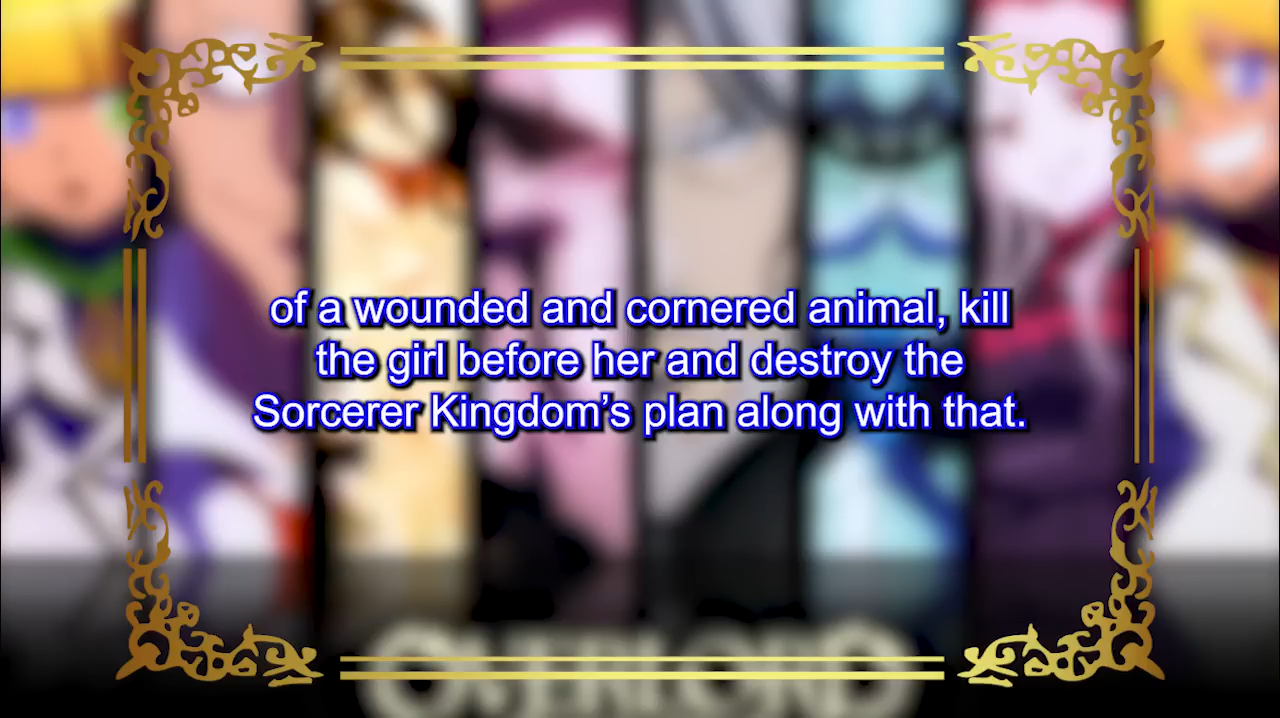 of a wounded and cornered animal, kill
the girl before her and destroy the
Sorcerer Kingdom’s plan along with that.
OVERLORD